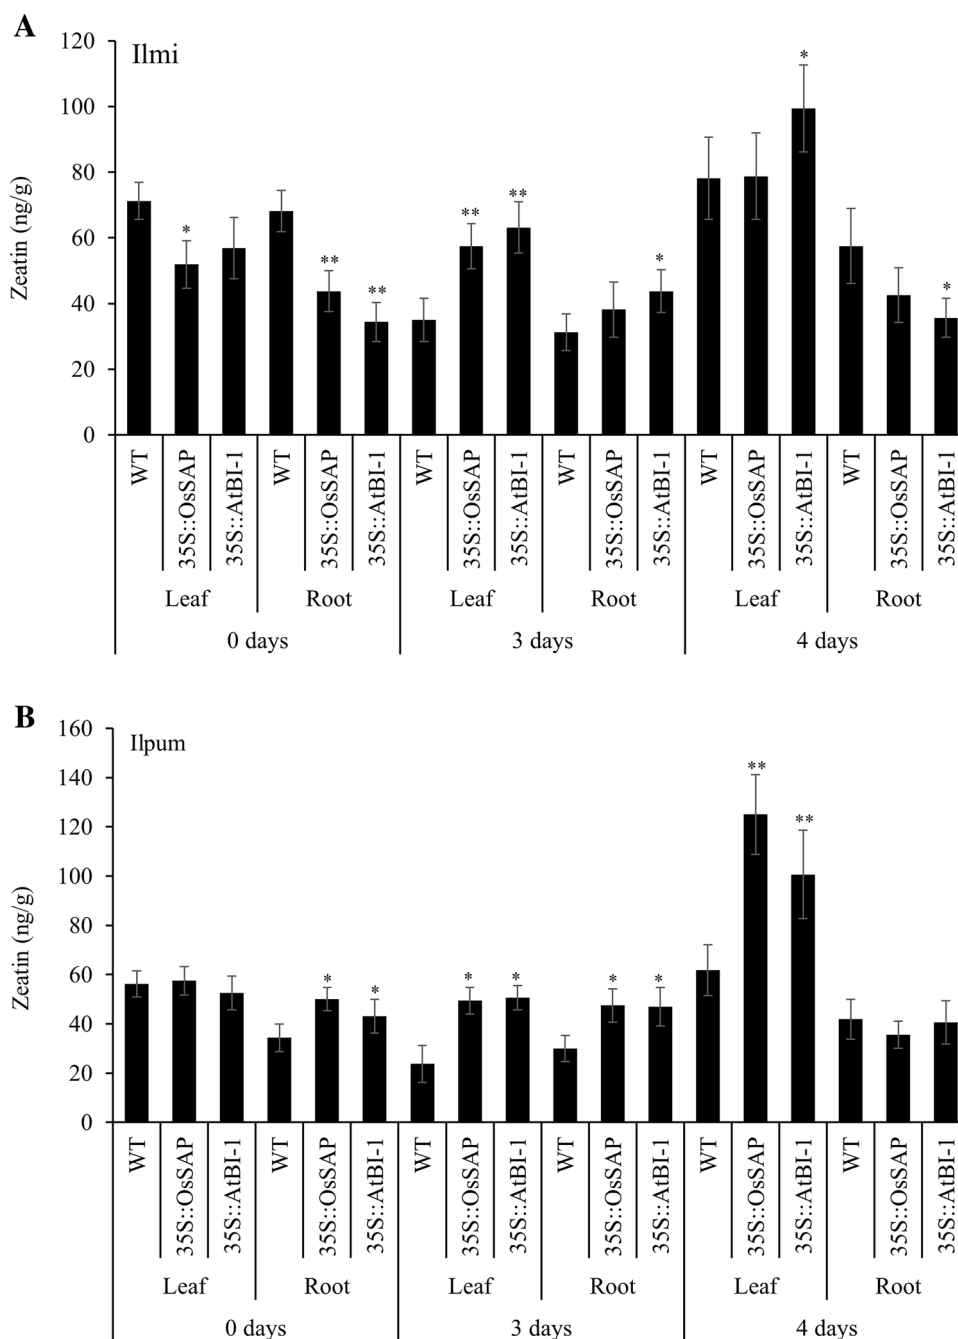 A
Ilmi
Zeatin (ng/g)
120
100
80
60
40
20
0
* ** ** ** ** * * *
WT 35S::OsSAP 35S::AtBI-1 WT 35S::OsSAP 35S::AtBI-1 WT 35S::OsSAP 35S::AtBI-1 WT 35S::OsSAP 35S::AtBI-1 WT 35S::OsSAP 35S::AtBI-1 WT 35S::OsSAP 35S::AtBI-1
Leaf Root Leaf Root Leaf Root
0 days 3 days 4 days
B
Ilpum
Zeatin (ng/g)
160
140
120
100
80
60
40
20
0
* * * * * * ** **
WT 35S::OsSAP 35S::AtBI-1 WT 35S::OsSAP 35S::AtBI-1 WT 35S::OsSAP 35S::AtBI-1 WT 35S::OsSAP 35S::AtBI-1 WT 35S::OsSAP 35S::AtBI-1 WT 35S::OsSAP 35S::AtBI-1
Leaf Root Leaf Root Leaf Root
0 days 3 days 4 days